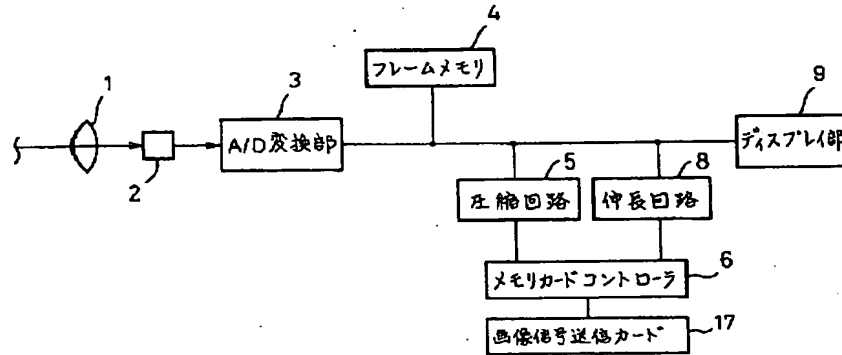 4
フレームメモリ
1
3
A/D変換部
2
9
ディスプレイ部
5
圧縮回路
8
伸長回路
6
メモリカードコントローラ
17
画像信号送信カード